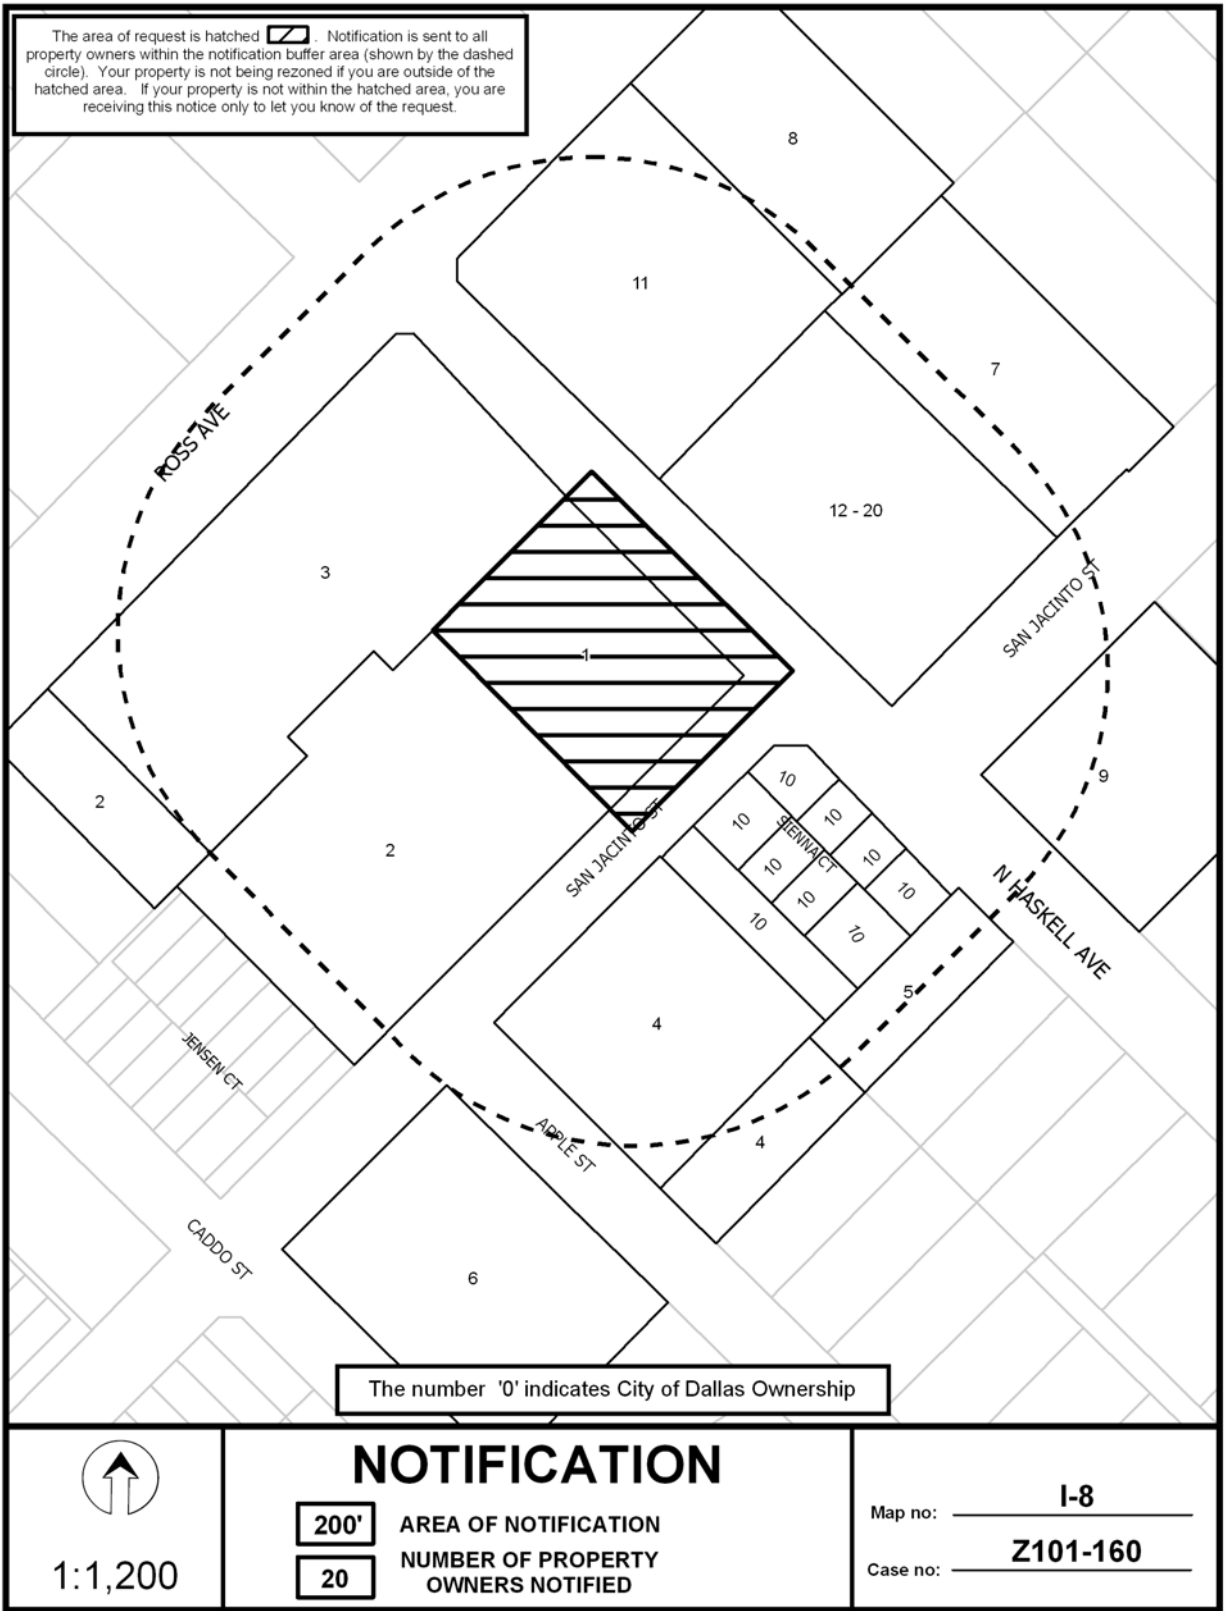 The area of request is hatched . Notification is sent to all
property owners within the notification buffer area (shown by the dashed
circle). Your property is not being rezoned if you are outside of the
hatched area. If your property is not within the hatched area, you are
receiving this notice only to let you know of the request.
8
11
7
ROSS AVE
12 - 20
3
SAN JACINTO ST
1
9
10
2
10
10
SIENNA CT
2
SAN JACINTO ST
10
10
10
10
N HASKELL AVE
10
10
5
4
JENSEN CT
APPLE ST
4
CADDO ST
6
The number '0' indicates City of Dallas Ownership
NOTIFICATION
200' AREA OF NOTIFICATION
20 NUMBER OF PROPERTY
OWNERS NOTIFIED
1:1,200
Map no: I-8
Case no: Z101-160